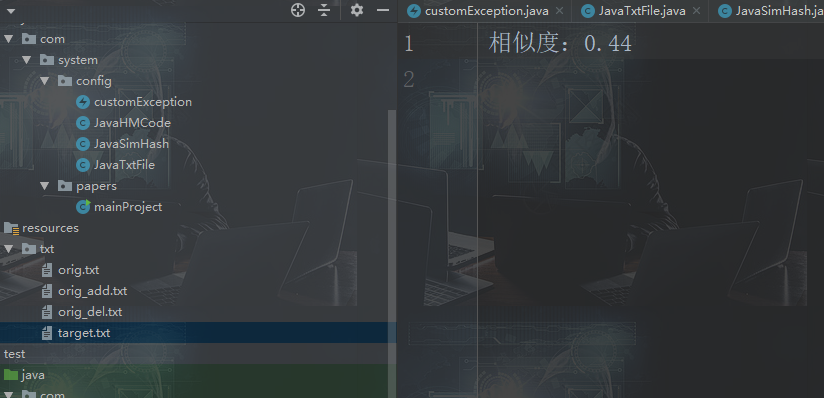 customException.java
JavaTxtFile.java
JavaSimHash.ja
com
system
config
customException
JavaHMCode
JavaSimHash
JavaTxtFile
papers
mainProject
resources
txt
orig.txt
orig_add.txt
orig_del.txt
target.txt
test
java
com
1 相似度：0.44
2